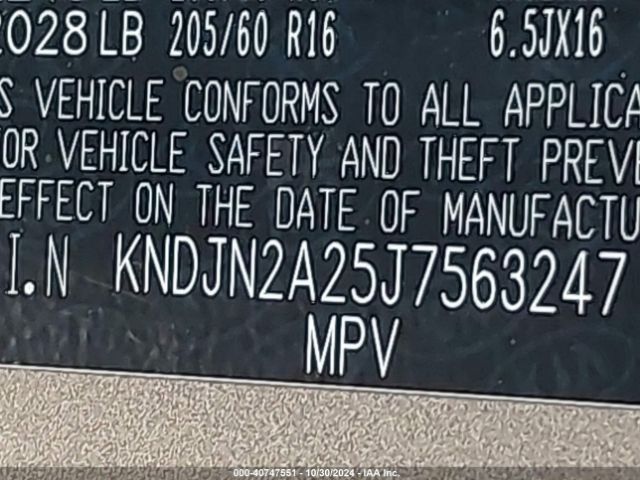 2028 LB 205/60 R16 6.5JX16
S VEHICLE CONFORMS TO ALL APPLICA
OR VEHICLE SAFETY AND THEFT PREVE
EFFECT ON THE DATE OF MANUFACTU
I.N KNDJN2A25J7563247
MPV
000-40747551 - 10/30/2024 - IAA Inc.